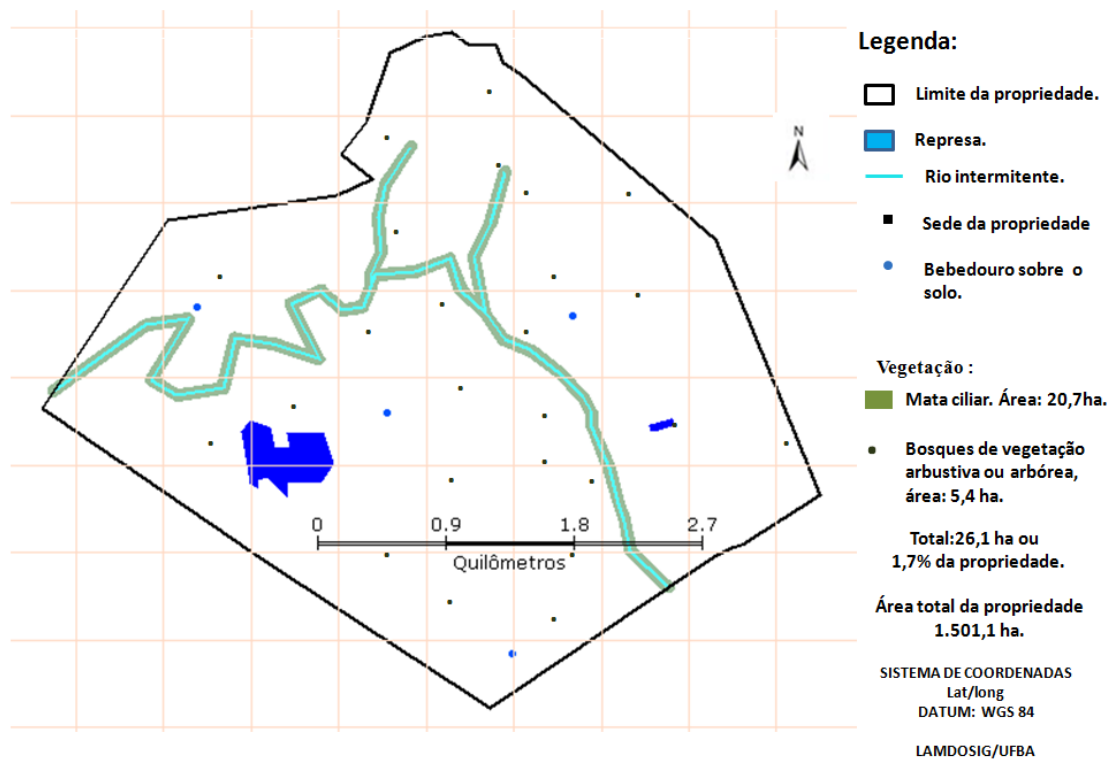 Legenda:
Limite da propriedade.
Represa.
Rio intermitente.
Sede da propriedade
Bebedouro sobre o
solo.
Vegetação :
Mata ciliar. Área: 20,7ha.
Bosques de vegetação
arbustiva ou arbórea,
área: 5,4 ha.
Total:26,1 ha ou
1,7% da propriedade.
Área total da propriedade
1.501,1 ha.
SISTEMA DE COORDENADAS
Lat/long
DATUM: WGS 84
LAMDOSIG/UFBA
N
0 0.9 1.8 2.7
Quilômetros